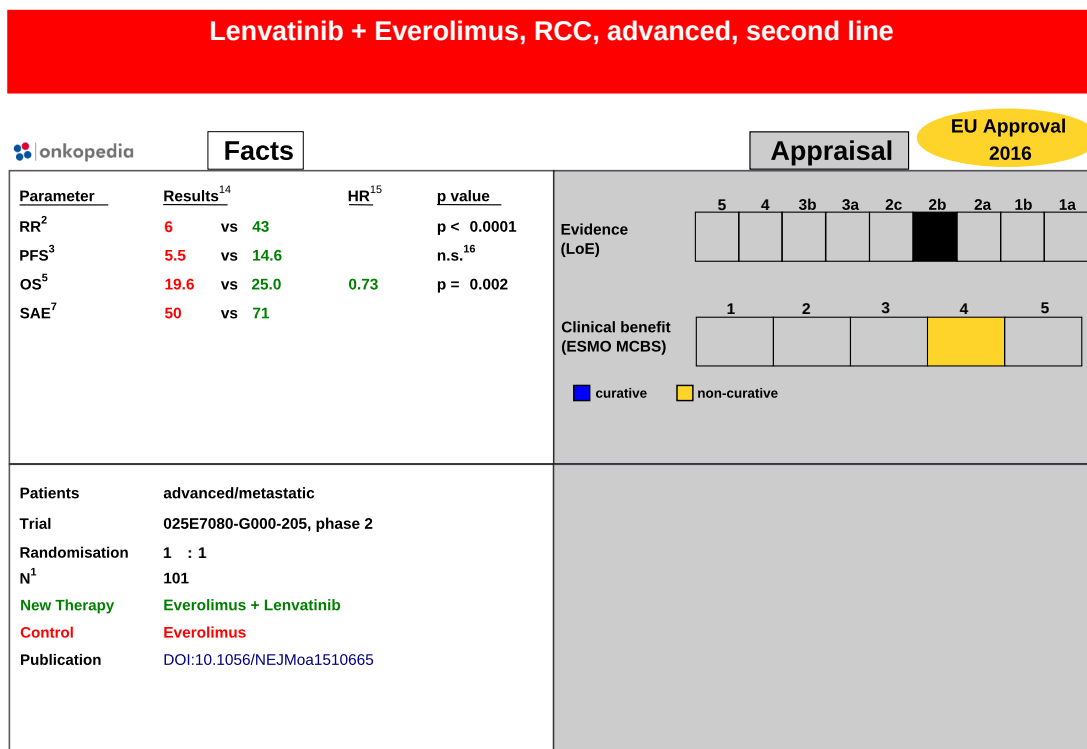 Lenvatinib + Everolimus, RCC, advanced, second line
EU Approval
2016
onkopedia
Facts
Appraisal
Parameter Results14 HR15 p value
RR2 6 vs 43 p < 0.0001
PFS3 5.5 vs 14.6 n.s.16
OS5 19.6 vs 25.0 0.73 p = 0.002
SAE7 50 vs 71
5 4 3b 3a 2c 2b 2a 1b 1a
Evidence
(LoE)
1 2 3 4 5
Clinical benefit
(ESMO MCBS)
curative non-curative
Patients advanced/metastatic
Trial 025E7080-G000-205, phase 2
Randomisation 1 : 1
N1 101
New Therapy Everolimus + Lenvatinib
Control Everolimus
Publication DOI:10.1056/NEJMoa1510665